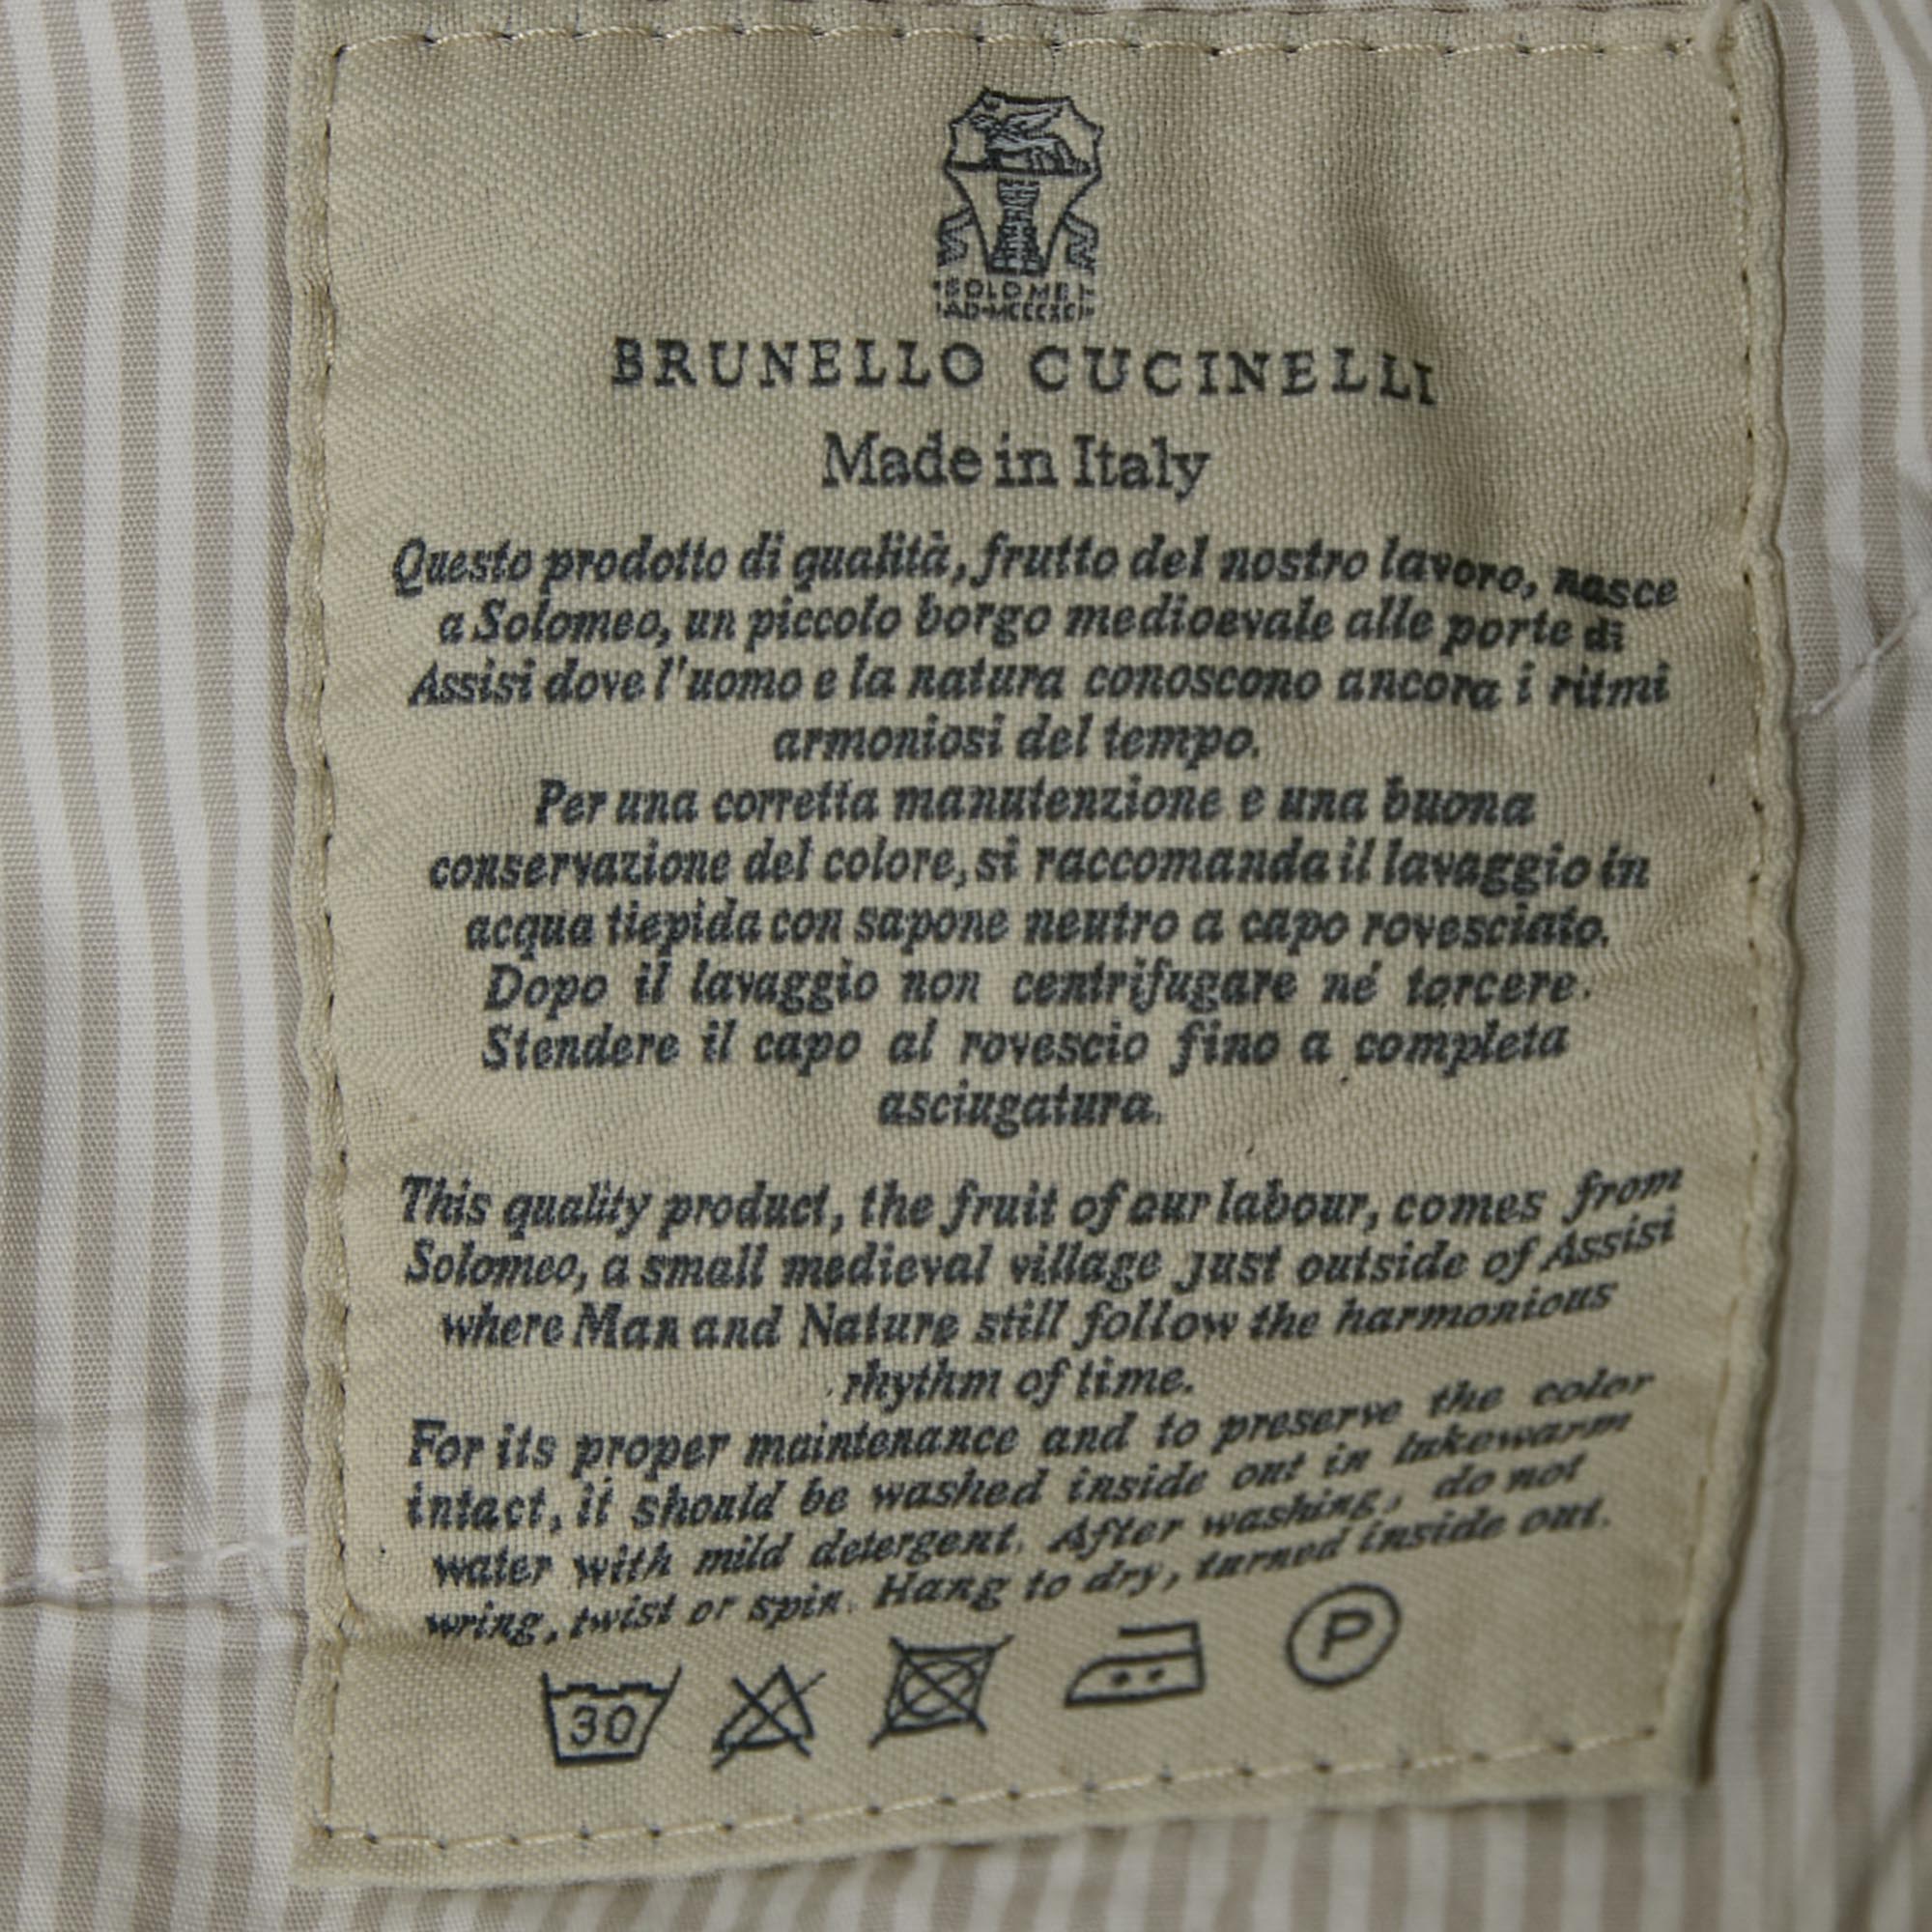 SOLOMEO
BRUNELLO CUCINELLI
Made in Italy
Questo prodotto di qualità, frutto del nostro lavoro, nasce
a Solomeo, un piccolo borgo medioevale alle porte di
Assisi dove l'uomo e la natura conoscono ancora i ritmi
armoniosi del tempo.
Per una corretta manutenzione e una buona
conservazione del colore, si raccomanda il lavaggio in
acqua tiepida con sapone neutro a capo rovesciato.
Dopo il lavaggio non centrifugare né torcere.
Stendere il capo al rovescio fino a completa
asciugatura.
This quality product, the fruit of our labour, comes from
Solomeo, a small medieval village just outside of Assisi
where Man and Nature still follow the harmonious
rhythm of time.
For its proper maintenance and to preserve the color
intact, it should be washed inside out in lukewarm
water with mild detergent. After washing, do not
wring, twist or spin. Hang to dry, turned inside out.
30 P